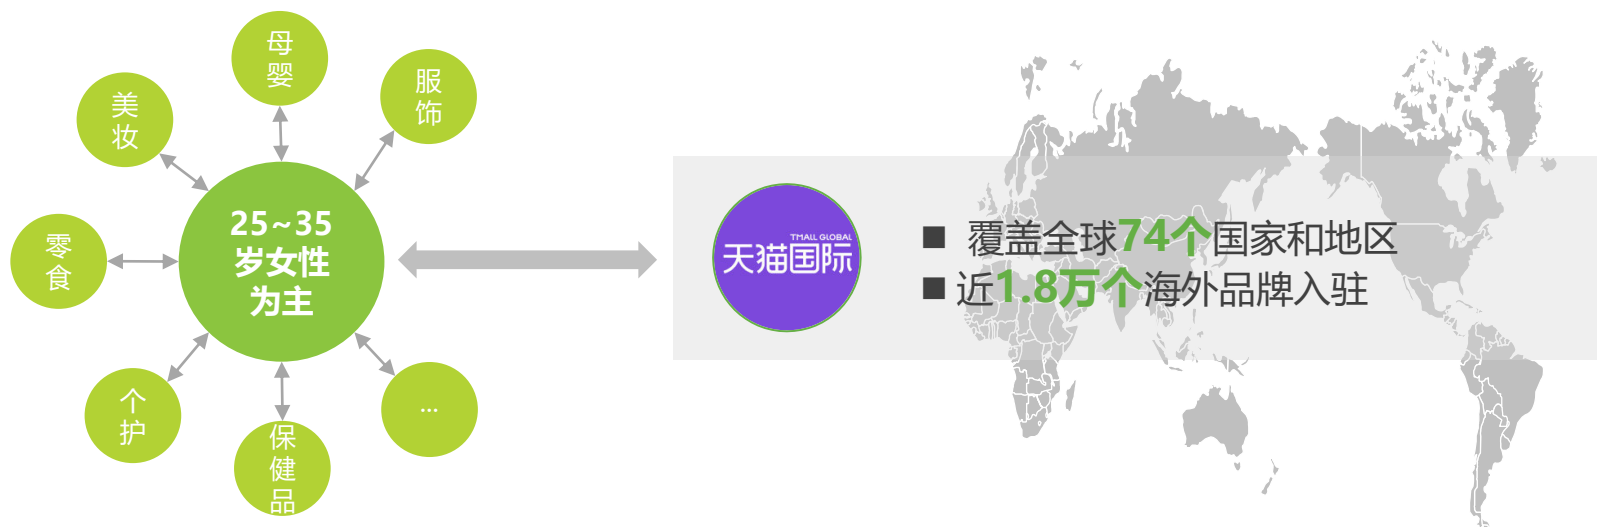 母
婴
服
饰
美
妆
25~35
岁女性
为主
零
食
个
护
保
健
品
...
TMALL GLOBAL
天猫国际
■ 覆盖全球74个国家和地区
■ 近1.8万个海外品牌入驻